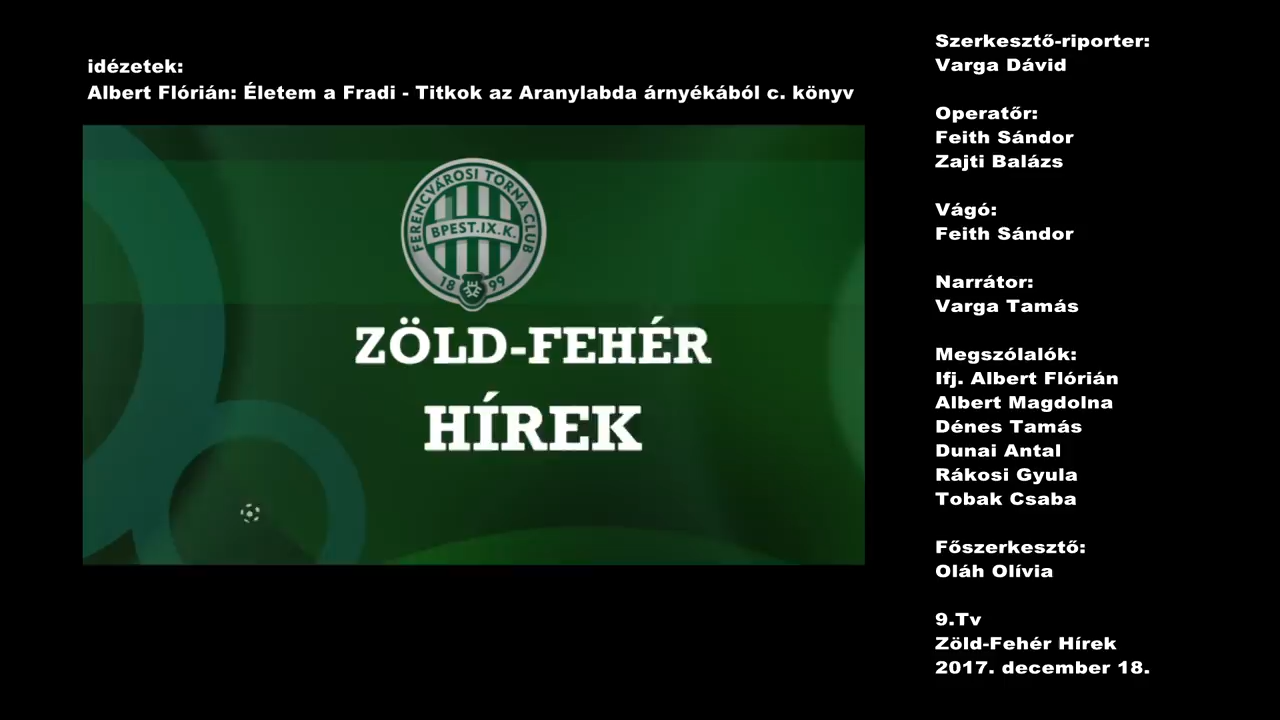 idézetek:
Albert Flórián: Életem a Fradi - Titkok az Aranylabda árnyékából c. könyv
FERENCVÁROSI TORNA CLUB
BPEST.IX.K.
18 99
ZÖLD-FEHÉR
HÍREK
Szerkesztő-riporter:
Varga Dávid
Operatőr:
Feith Sándor
Zajti Balázs
Vágó:
Feith Sándor
Narrátor:
Varga Tamás
Megszólalók:
Ifj. Albert Flórián
Albert Magdolna
Dénes Tamás
Dunai Antal
Rákosi Gyula
Tobak Csaba
Főszerkesztő:
Oláh Olívia
9.Tv
Zöld-Fehér Hírek
2017. december 18.